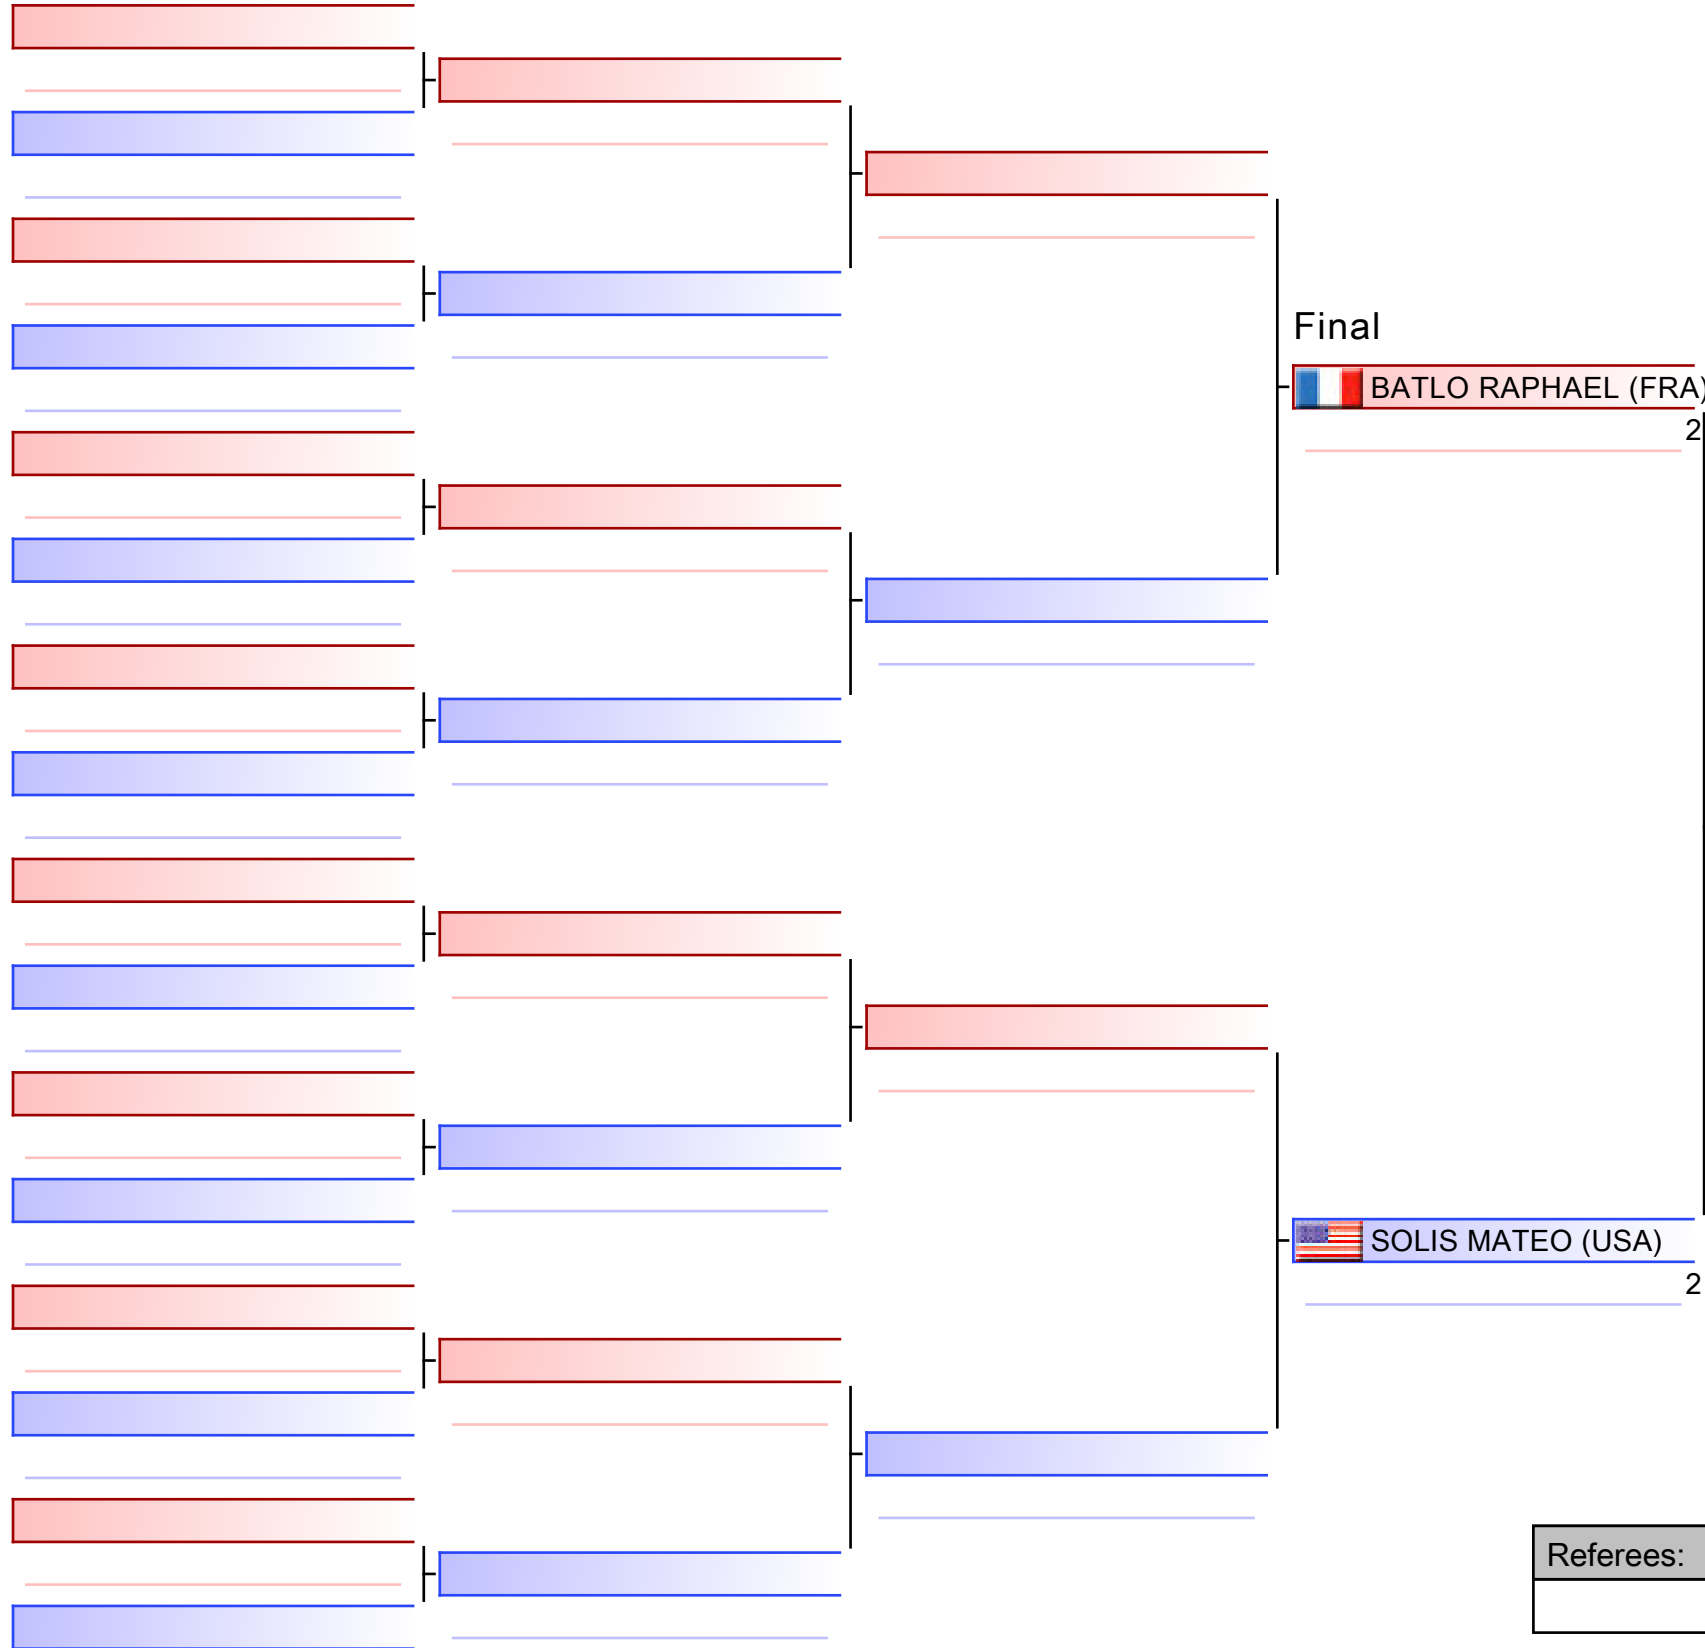 Final
BATLO RAPHAEL (FRA)
2
SOLIS MATEO (USA)
2
Referees: